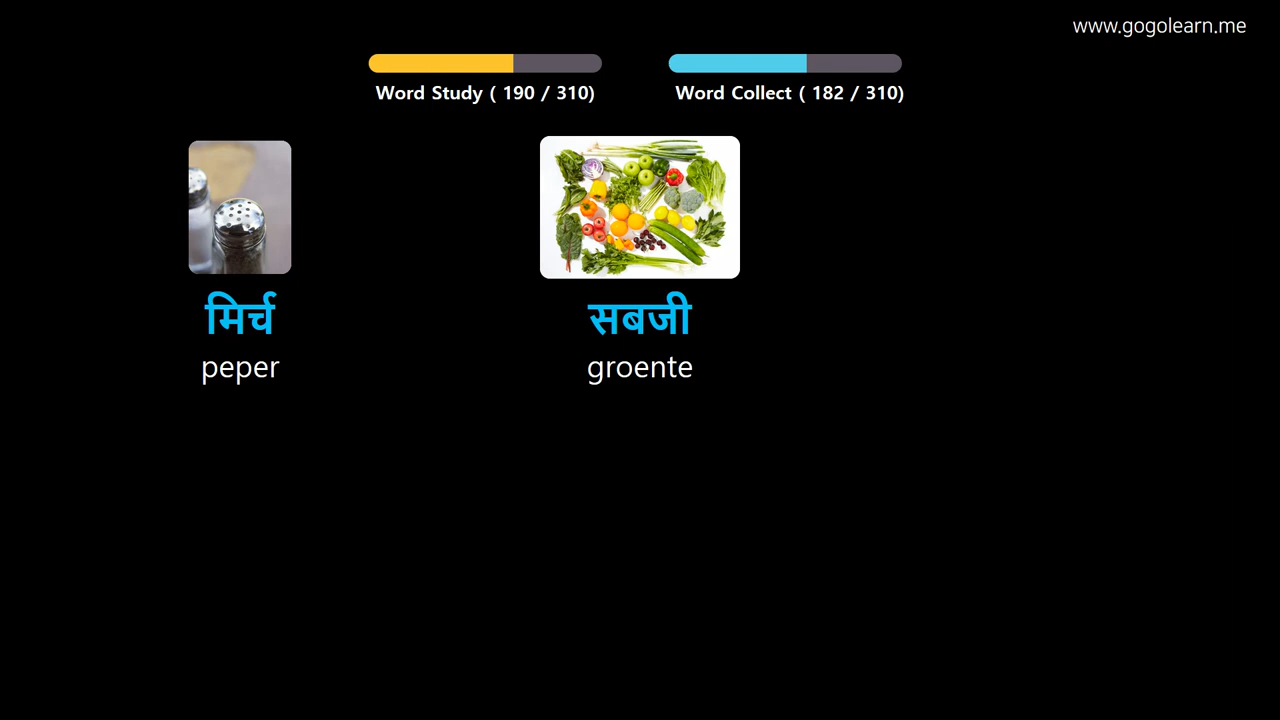 www.gogolearn.me
Word Study ( 190 / 310)
Word Collect ( 182 / 310)
मिर्च
peper
सबजी
groente